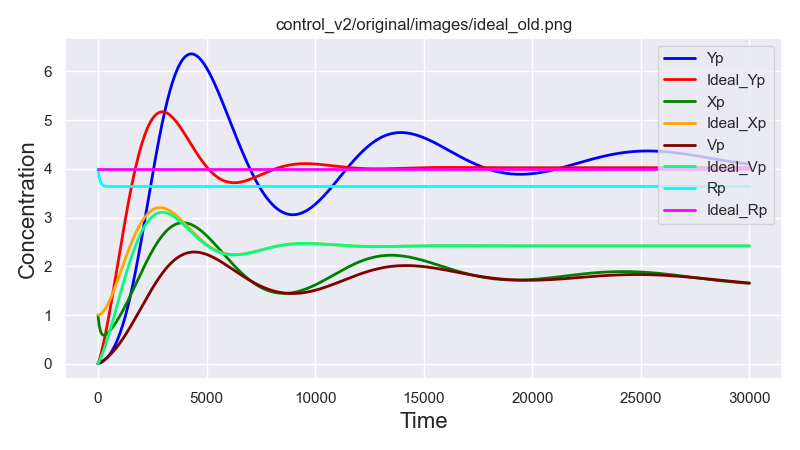 control_v2/original/images/ideal_old.png
Concentration
6
5
4
3
2
1
0
Yp
Ideal_Yp
Xp
Ideal_Xp
Vp
Ideal_Vp
Rp
Ideal_Rp
0
5000
10000
15000
20000
25000
30000
Time